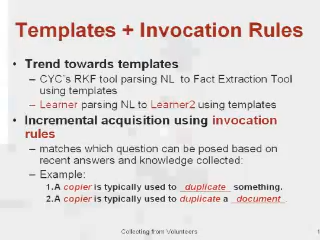 Templates + Invocation Rules
• Trend towards templates
– CYC's RKF tool parsing NL to Fact Extraction Tool
using templates
– Learner parsing NL to Learner2 using templates
• Incremental acquisition using invocation
rules
– matches which question can be posed based on
recent answers and knowledge collected:
– Example:
1.A copier is typically used to _duplicate_ something.
2.A copier is typically used to duplicate a _document_.
Collecting from Volunteers